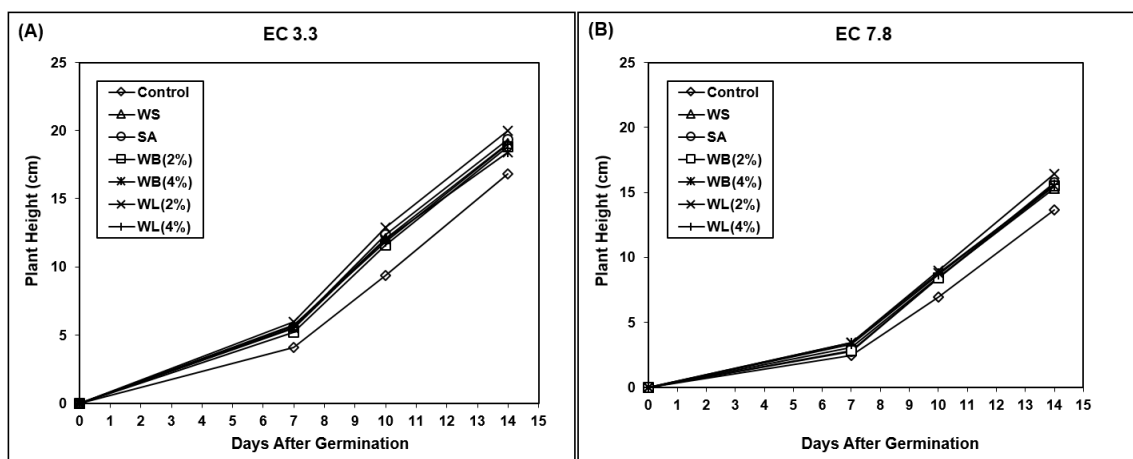 (A)
EC 3.3
Plant Height (cm)
25
20
15
10
5
0
Control
WS
SA
WB(2%)
WB(4%)
WL(2%)
WL(4%)
0 1 2 3 4 5 6 7 8 9 10 11 12 13 14 15
Days After Germination
(B)
EC 7.8
Plant Height (cm)
25
20
15
10
5
0
Control
WS
SA
WB(2%)
WB(4%)
WL(2%)
WL(4%)
0 1 2 3 4 5 6 7 8 9 10 11 12 13 14 15
Days After Germination